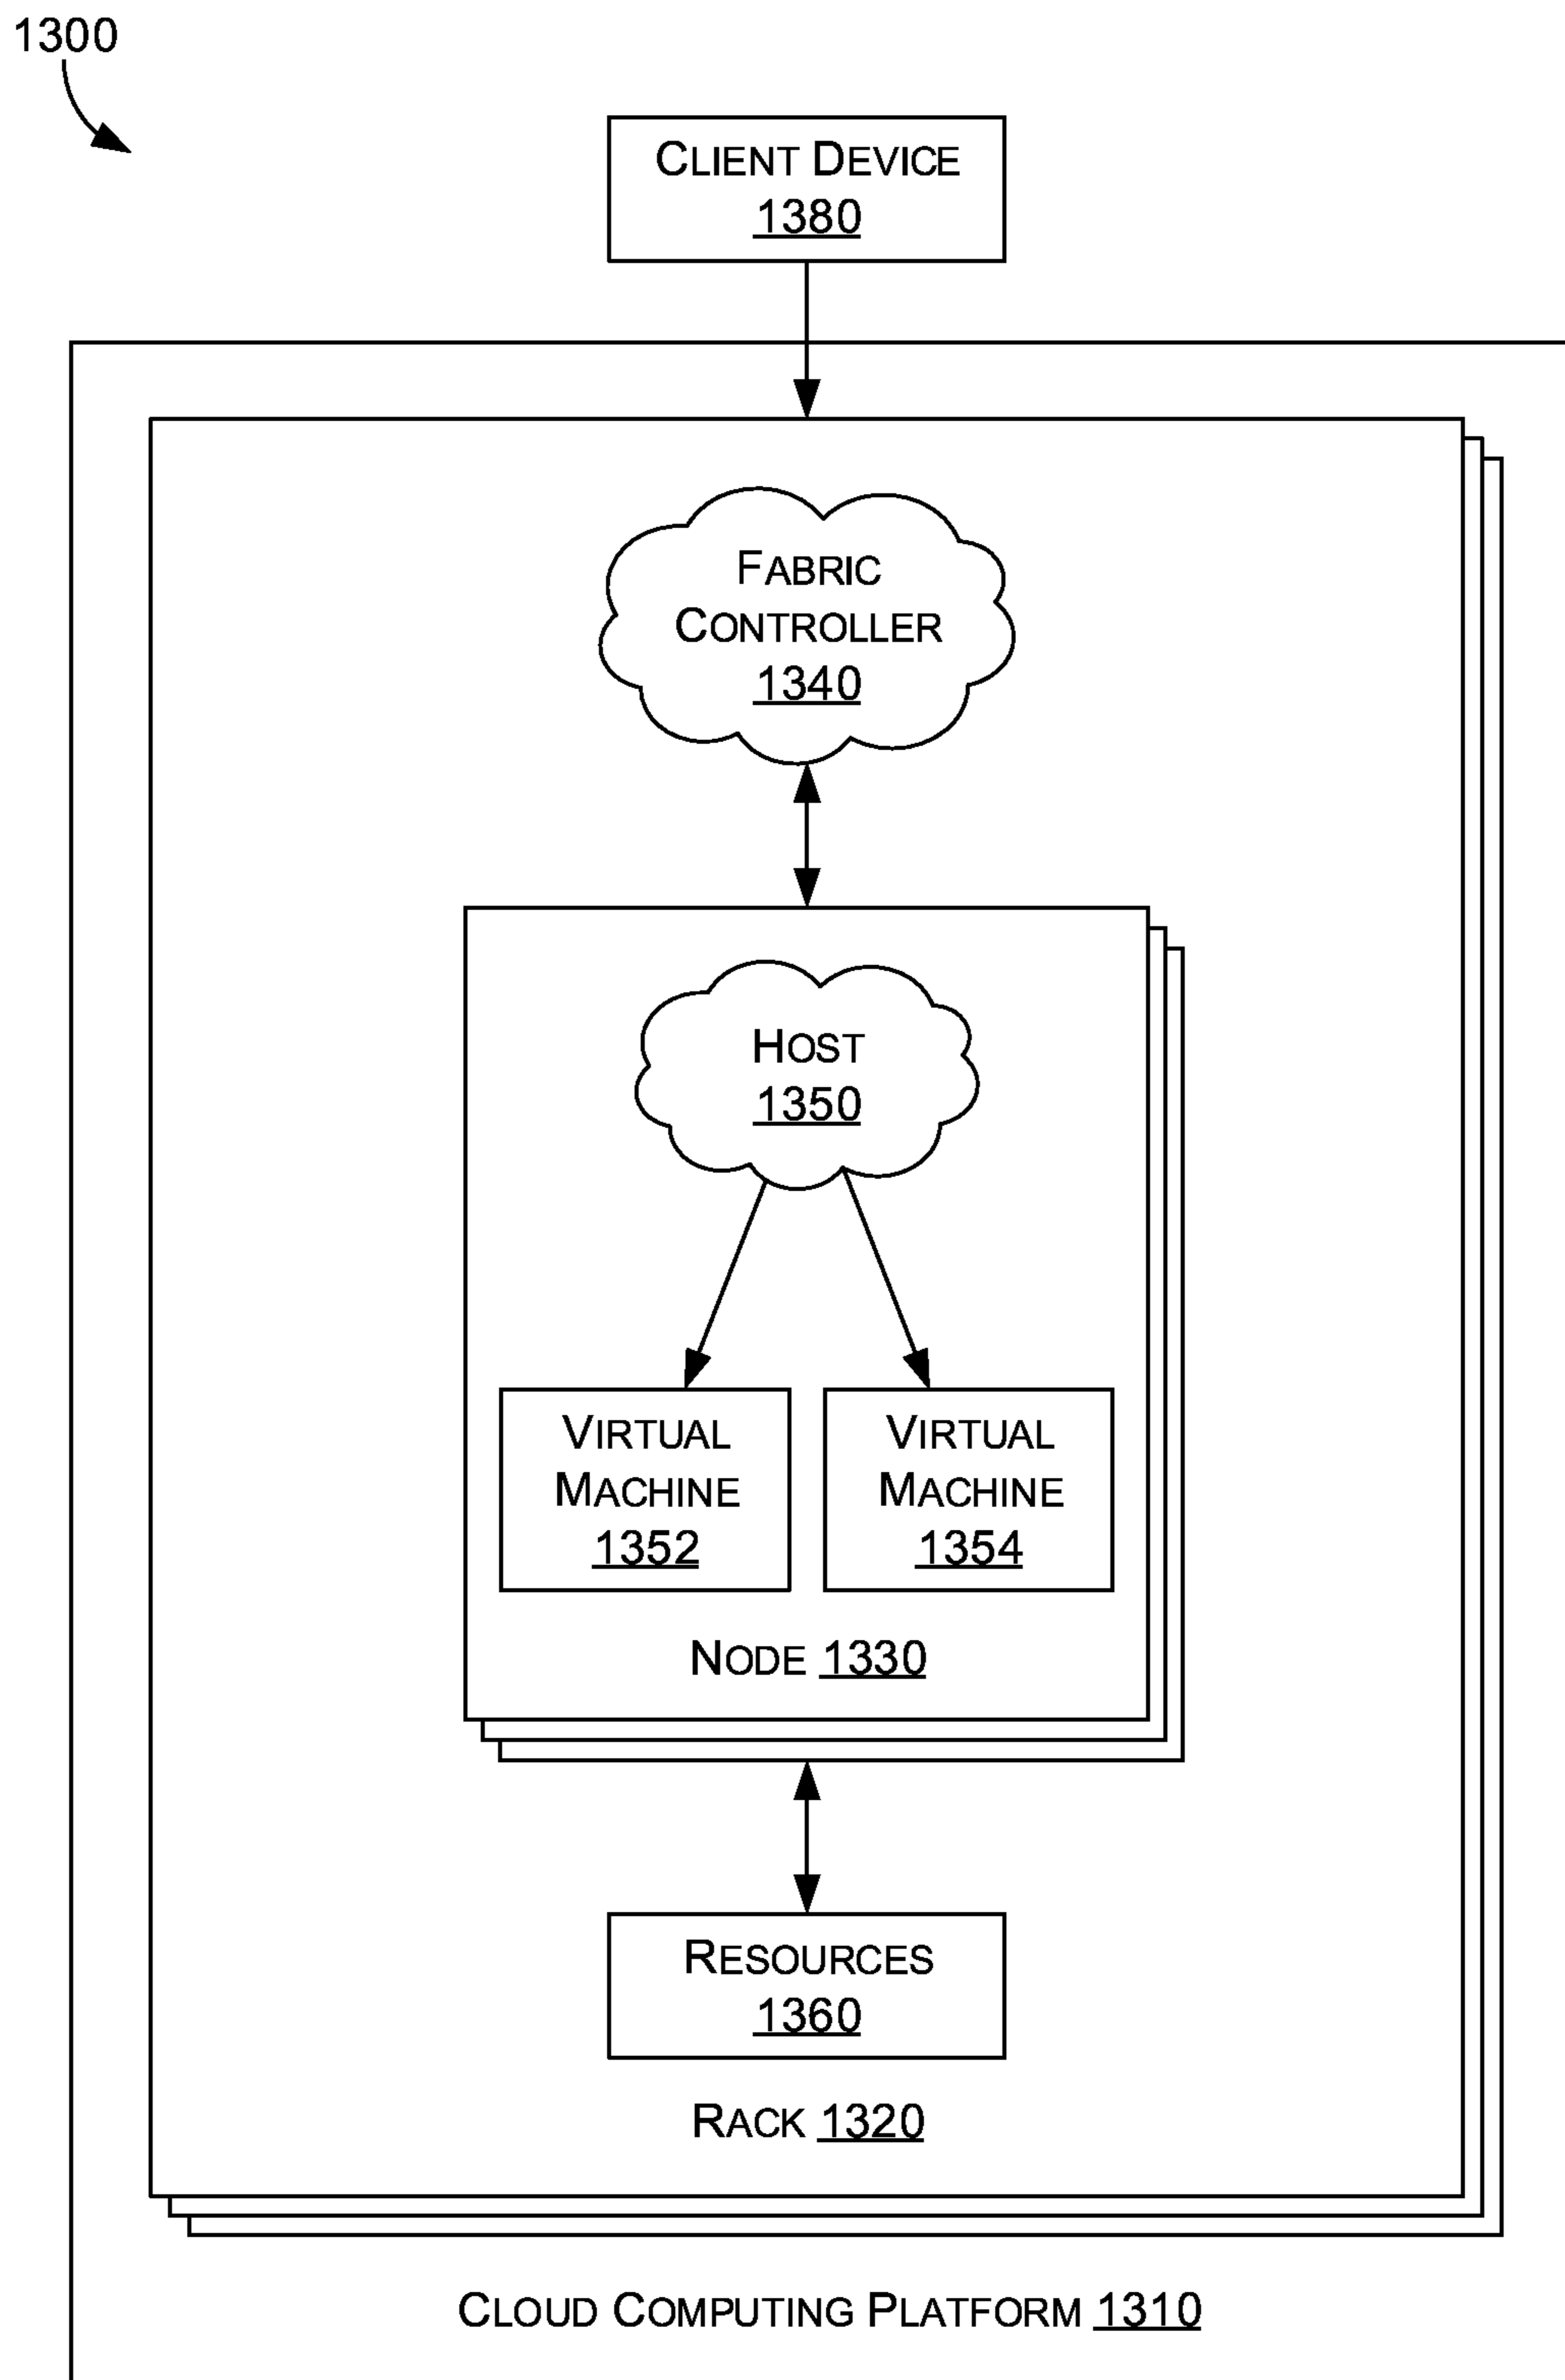 1300
CLIENT DEVICE
1380
FABRIC
CONTROLLER
1340
HOST
1350
VIRTUAL
MACHINE
1352
VIRTUAL
MACHINE
1354
NODE 1330
RESOURCES
1360
RACK 1320
CLOUD COMPUTING PLATFORM 1310